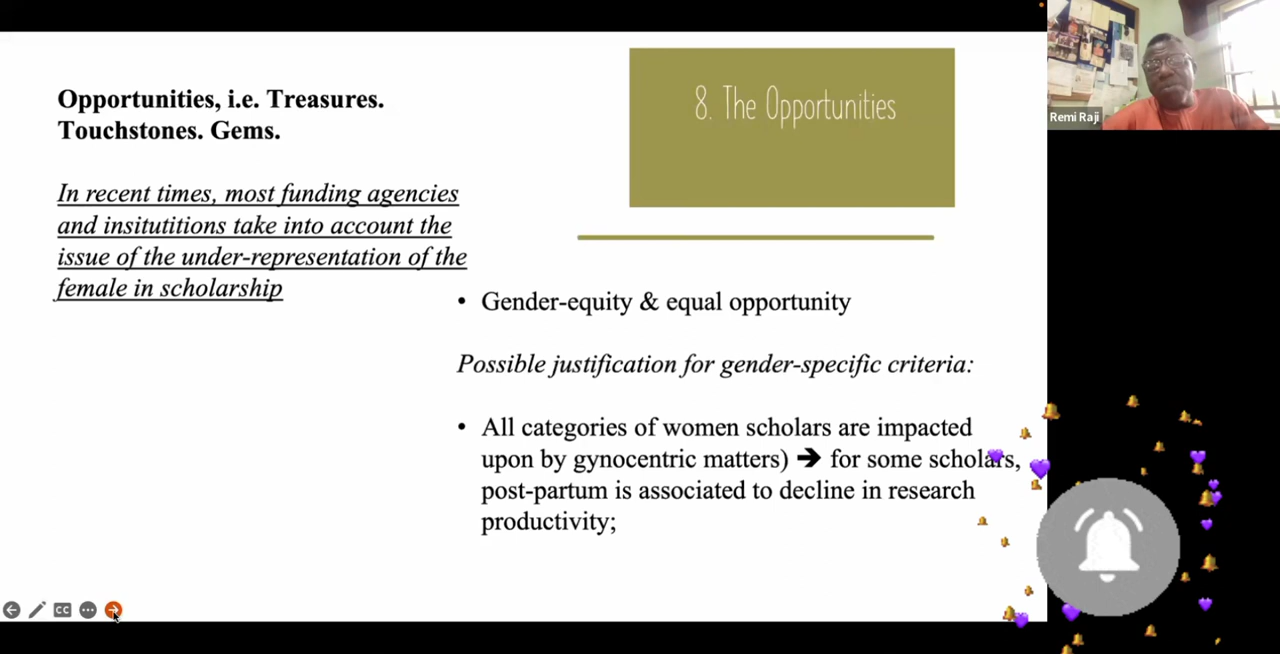 Opportunities, i.e. Treasures.
Touchstones. Gems.
In recent times, most funding agencies
and insitutitions take into account the
issue of the under-representation of the
female in scholarship
8. The Opportunities
• Gender-equity & equal opportunity
Possible justification for gender-specific criteria:
• All categories of women scholars are impacted
upon by gynocentric matters) ➔ for some scholars,
post-partum is associated to decline in research
productivity;
Remi Raji
CC